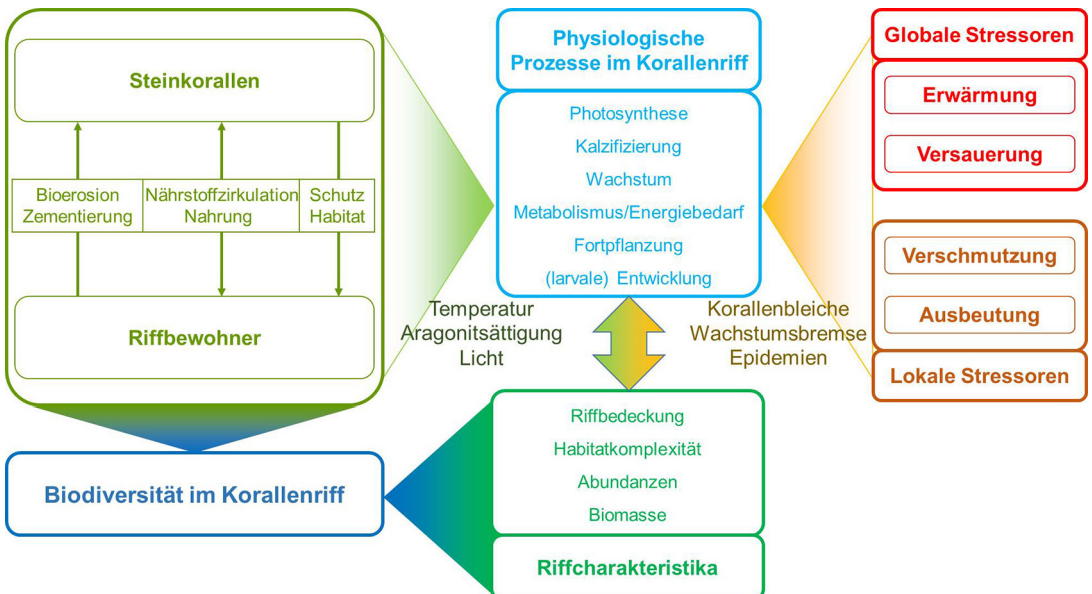 Steinkorallen
Bioerosion
Zementierung
Nährstoffzirkulation
Nahrung
Schutz
Habitat
Riffbewohner
Biodiversität im Korallenriff
Physiologische
Prozesse im Korallenriff
Photosynthese
Kalzifizierung
Wachstum
Metabolismus/Energiebedarf
Fortpflanzung
(larvale) Entwicklung
Temperatur
Aragonitsättigung
Licht
Korallenbleiche
Wachstumsbremse
Epidemien
Riffbedeckung
Habitatkomplexität
Abundanzen
Biomasse
Riffcharakteristika
Globale Stressoren
Erwärmung
Versauerung
Verschmutzung
Ausbeutung
Lokale Stressoren